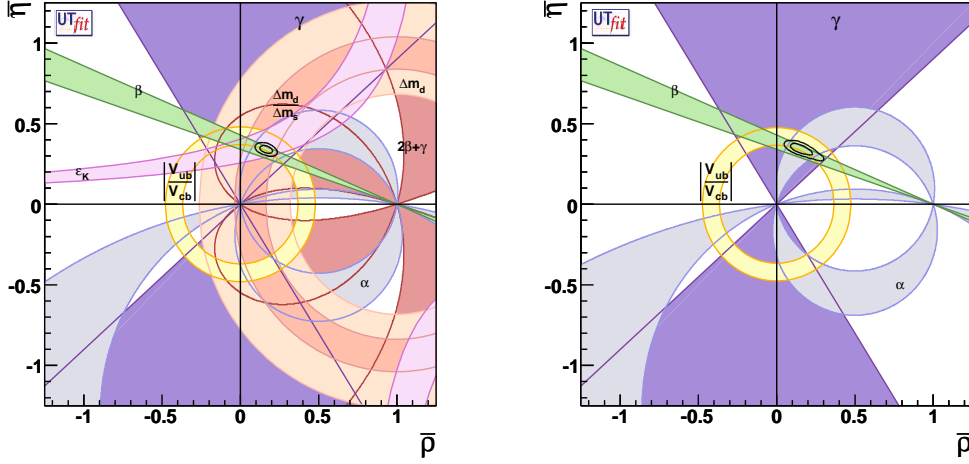 η̅
UTfit
γ
1
β
Δm_d
Δm_d
Δm_s
0.5
2β+γ
ε_K
|V_ub|
|V_cb|
0
α
-0.5
-1
-1 -0.5 0 0.5 1
ρ̅
η̅
UTfit
γ
1
β
0.5
|V_ub|
|V_cb|
0
α
-0.5
-1
-1 -0.5 0 0.5 1
ρ̅